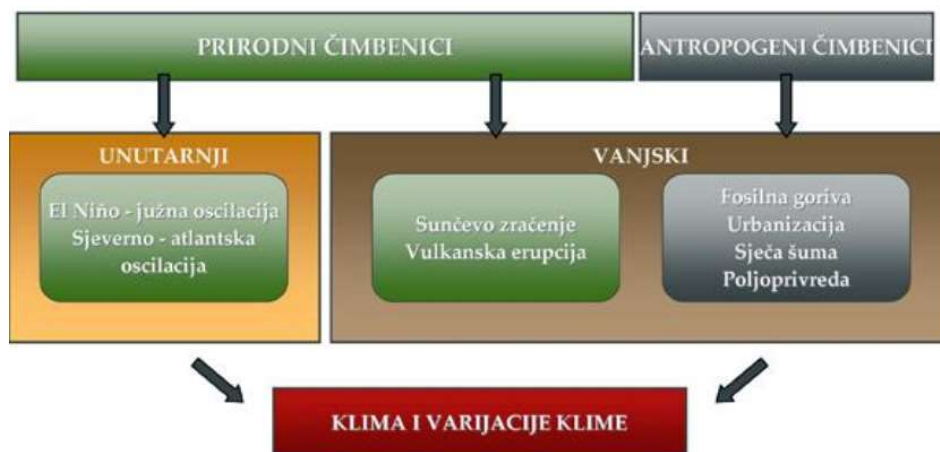 PRIRODNI ČIMBENICI
ANTROPOGENI ČIMBENICI
UNUTARNJI
El Niño - južna oscilacija
Sjeverno - atlantska
oscilacija
VANJSKI
Sunčevo zračenje
Vulkanska erupcija
Fosilna goriva
Urbanizacija
Sječa šuma
Poljoprivreda
KLIMA I VARIJACIJE KLIME